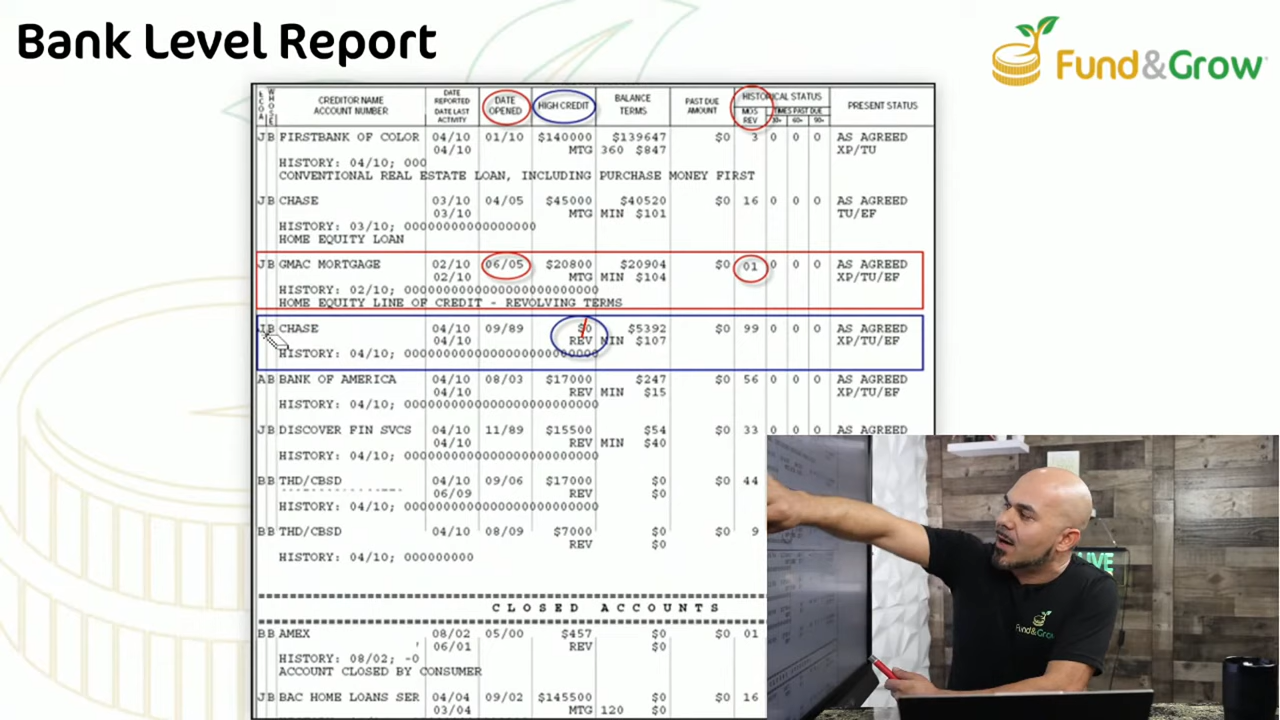 Bank Level Report
Fund&Grow
ECOA WHOSE CREDITOR NAME ACCOUNT NUMBER DATE REPORTED DATE LAST ACTIVITY DATE OPENED HIGH CREDIT BALANCE TERMS PAST DUE AMOUNT HISTORICAL STATUS MOS REV TIMES PAST DUE 30+ 60+ 90+ PRESENT STATUS
J B FIRSTBANK OF COLOR 04/10 01/10 $140000 $139647 $0 3 0 0 0 AS AGREED
04/10 MTG 360 $847 XP/TU
HISTORY: 04/10; 000
CONVENTIONAL REAL ESTATE LOAN, INCLUDING PURCHASE MONEY FIRST
J B CHASE 03/10 04/05 $45000 $40520 $0 16 0 0 0 AS AGREED
03/10 MTG MIN $101 TU/EF
HISTORY: 03/10; 0000000000000000
HOME EQUITY LOAN
J B GMAC MORTGAGE 02/10 06/05 $20800 $20904 $0 01 0 0 0 AS AGREED
02/10 MTG MIN $104 XP/TU/EF
HISTORY: 02/10; 000000000000000000000000
HOME EQUITY LINE OF CREDIT - REVOLVING TERMS
J B CHASE 04/10 09/89 $0 $5392 $0 99 0 0 0 AS AGREED
04/10 REV MIN $107 XP/TU/EF
HISTORY: 04/10; 000000000000000000000000
A B BANK OF AMERICA 04/10 08/03 $17000 $247 $0 56 0 0 0 AS AGREED
04/10 REV MIN $15 XP/TU/EF
HISTORY: 04/10; 000000000000000000000000
J B DISCOVER FIN SVCS 04/10 11/89 $15500 $54 $0 33 0 0 0 AS AGREED
04/10 REV MIN $40
HISTORY: 04/10; 000000000000000000000000
B B THD/CBSD 04/10 09/06 $17000 $0 $0 44
06/09 REV $0
HISTORY: 04/10; 000000000000000000000000
B B THD/CBSD 04/10 08/09 $7000 $0 $0 9
REV $0
HISTORY: 04/10; 000000000
CLOSED ACCOUNTS
B B AMEX 08/02 05/00 $457 $0 $0 01
06/01 REV $0
HISTORY: 08/02; -0
ACCOUNT CLOSED BY CONSUMER
J B BAC HOME LOANS SER 04/04 09/02 $145500 $0 $0 16
03/04 MTG 120 $0
LIVE
Fund&Grow